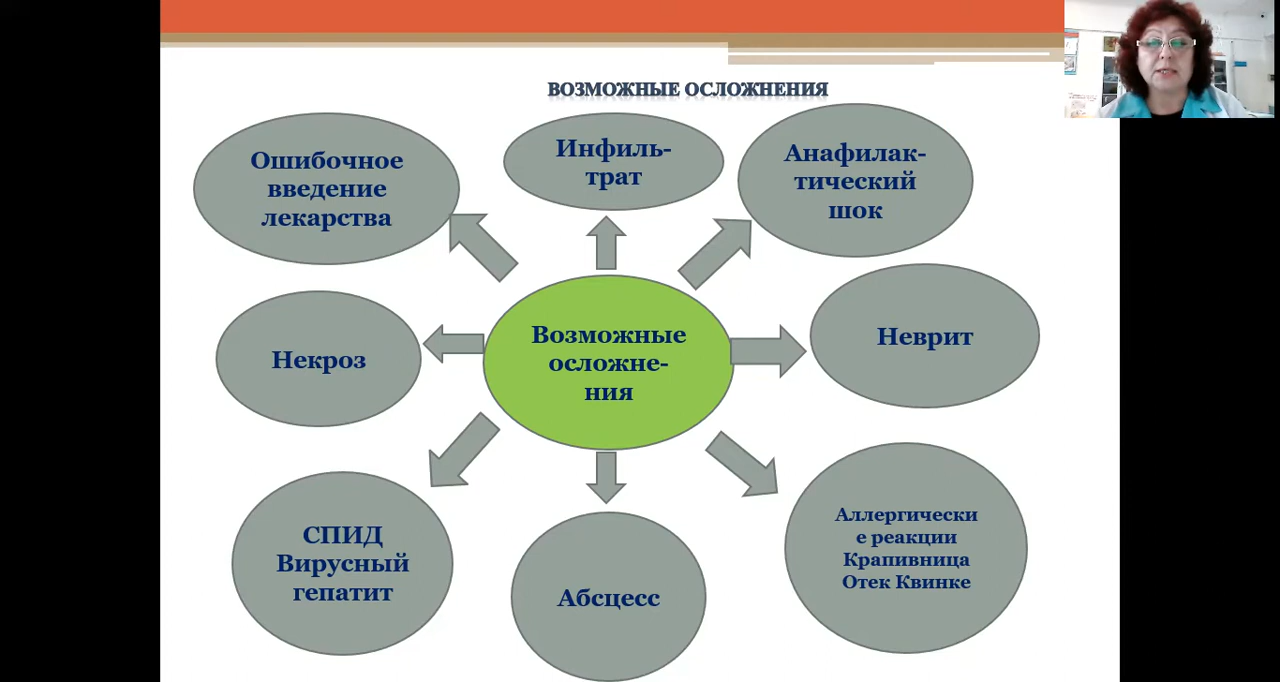 ВОЗМОЖНЫЕ ОСЛОЖНЕНИЯ
Ошибочное
введение
лекарства
Инфиль-
трат
Анафилак-
тический
шок
Некроз
Возможные
осложне-
ния
Неврит
СПИД
Вирусный
гепатит
Абсцесс
Аллергически
е реакции
Крапивница
Отек Квинке